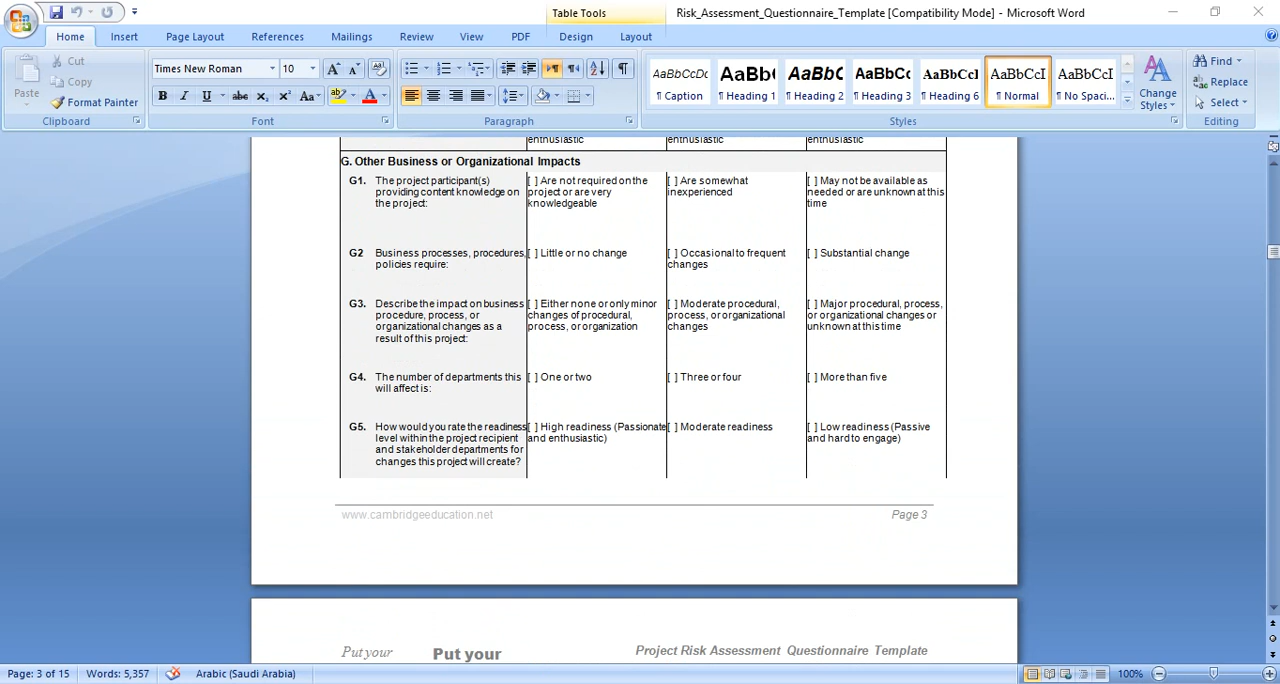 Table Tools
Risk_Assessment_Questionnaire_Template [Compatibility Mode] - Microsoft Word
Home Insert Page Layout References Mailings Review View PDF Design Layout
Paste
Cut
Copy
Format Painter
Clipboard
Times New Roman 10
B I U abc X₂ X² Aa
Font
Paragraph
AaBbCcDc AaBbC AaBbC AaBbCc AaBbCcI AaBbCcI AaBbCcI
¶ Caption ¶ Heading 1 ¶ Heading 2 ¶ Heading 3 ¶ Heading 6 ¶ Normal ¶ No Spaci...
Change Styles
Styles
Find
Replace
Select
Editing
enthusiastic enthusiastic enthusiastic
G. Other Business or Organizational Impacts
G1. The project participant(s) [ ] Are not required on the [ ] Are somewhat [ ] May not be available as
providing content knowledge on project or are very inexperienced needed or are unknown at this
the project: knowledgeable time
G2 Business processes, procedures, [ ] Little or no change [ ] Occasional to frequent [ ] Substantial change
policies require: changes
G3. Describe the impact on business [ ] Either none or only minor [ ] Moderate procedural, [ ] Major procedural, process,
procedure, process, or changes of procedural, process, or organizational or organizational changes or
organizational changes as a process, or organization changes unknown at this time
result of this project:
G4. The number of departments this [ ] One or two [ ] Three or four [ ] More than five
will affect is:
G5. How would you rate the readiness [ ] High readiness (Passionate [ ] Moderate readiness [ ] Low readiness (Passive
level within the project recipient and enthusiastic) and hard to engage)
and stakeholder departments for
changes this project will create?
www.cambridgeeducation.net Page 3
Put your Put your Project Risk Assessment Questionnaire Template
Page: 3 of 15 Words: 5,357 Arabic (Saudi Arabia) 100%